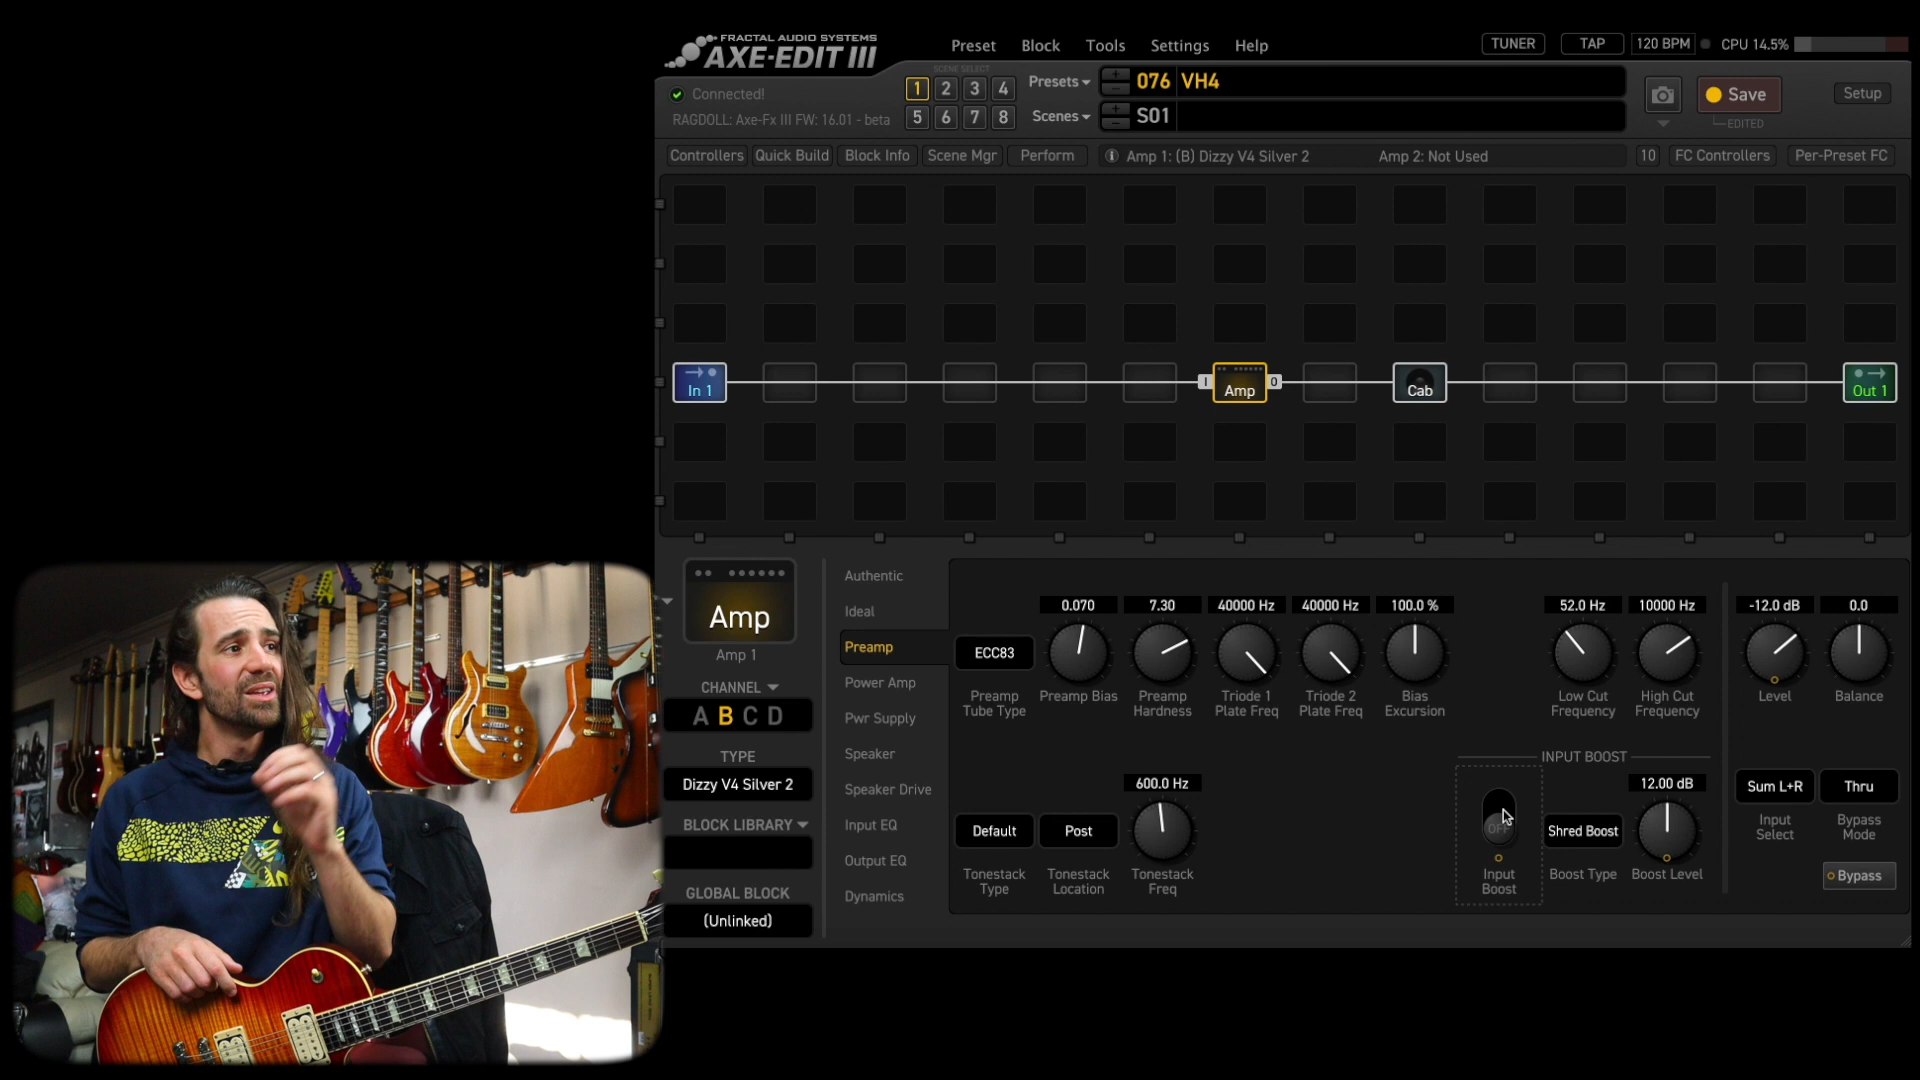 FRACTAL AUDIO SYSTEMS
AXE-EDIT III
Preset Block Tools Settings Help
TUNER TAP 120 BPM CPU 14.5%
SCENE SELECT
Connected!
RAGDOLL: Axe-Fx III FW: 16.01 - beta
1 2 3 4
5 6 7 8
Presets 076 VH4
Scenes S01
Save
EDITED
Setup
Controllers Quick Build Block Info Scene Mgr Perform
Amp 1: (B) Dizzy V4 Silver 2 Amp 2: Not Used
10 FC Controllers Per-Preset FC
In 1 I Amp O Cab Out 1
Amp
Amp 1
CHANNEL
A B C D
TYPE
Dizzy V4 Silver 2
BLOCK LIBRARY
GLOBAL BLOCK
(Unlinked)
Authentic
Ideal
Preamp
Power Amp
Pwr Supply
Speaker
Speaker Drive
Input EQ
Output EQ
Dynamics
0.070 7.30 40000 Hz 40000 Hz 100.0 % 52.0 Hz 10000 Hz -12.0 dB 0.0
ECC83
Preamp Tube Type
Preamp Bias
Preamp Hardness
Triode 1 Plate Freq
Triode 2 Plate Freq
Bias Excursion
Low Cut Frequency
High Cut Frequency
Level
Balance
INPUT BOOST
600.0 Hz 12.00 dB
Default Post OFF Shred Boost Sum L+R Thru
Tonestack Type
Tonestack Location
Tonestack Freq
Input Boost
Boost Type
Boost Level
Input Select
Bypass Mode
Bypass